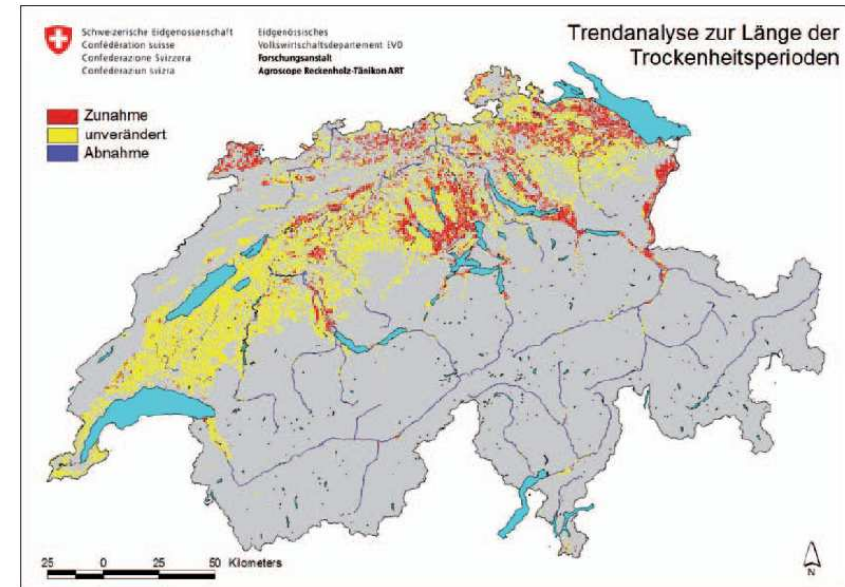 Schweizerische Eidgenossenschaft
Confédération suisse
Confederazione Svizzera
Confederaziun svizra
Eidgenössisches
Volkswirtschaftsdepartement EVD
Forschungsanstalt
Agroscope Reckenholz-Tänikon ART
Trendanalyse zur Länge der
Trockenheitsperioden
Zunahme
unverändert
Abnahme
25 0 25 50 Kilometers
N